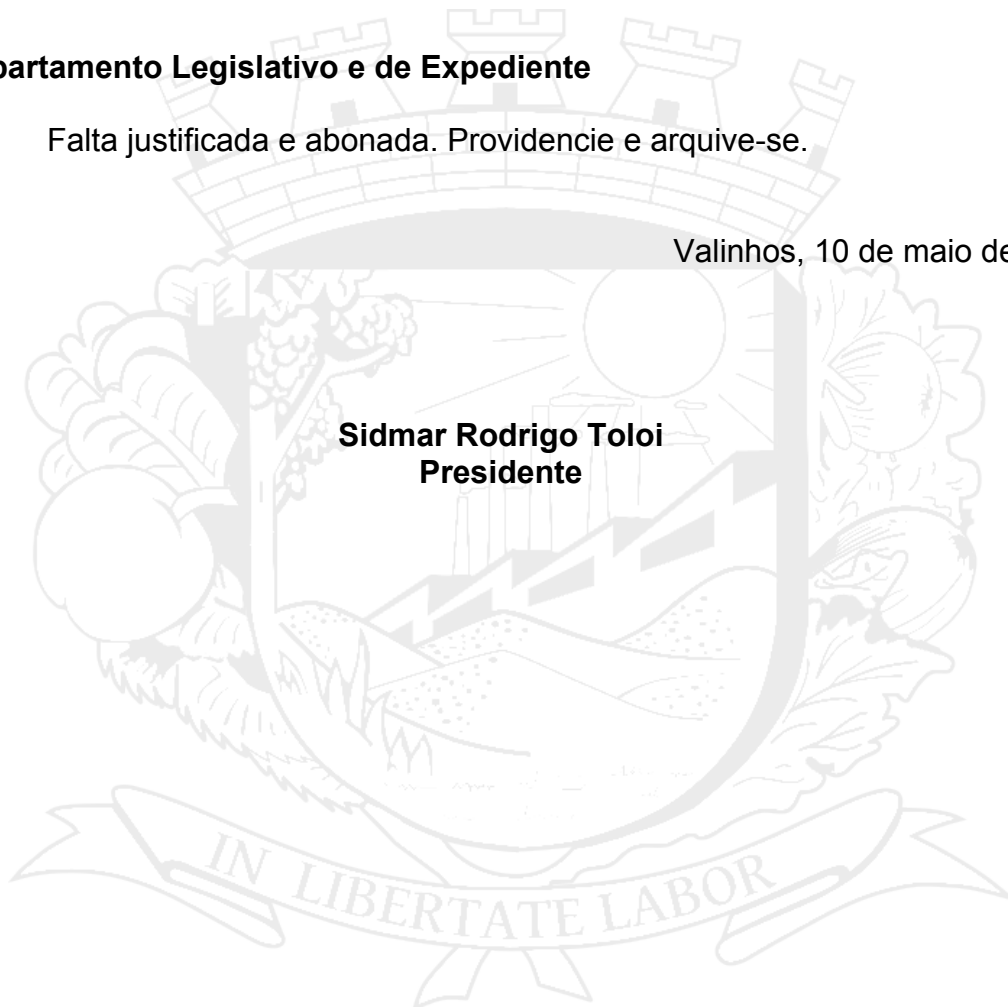 partamento Legislativo e de Expediente
Falta justificada e abonada. Providencie e arquive-se.
Valinhos, 10 de maio de
Sidmar Rodrigo Toloi
Presidente
IN LIBERTATE LABOR